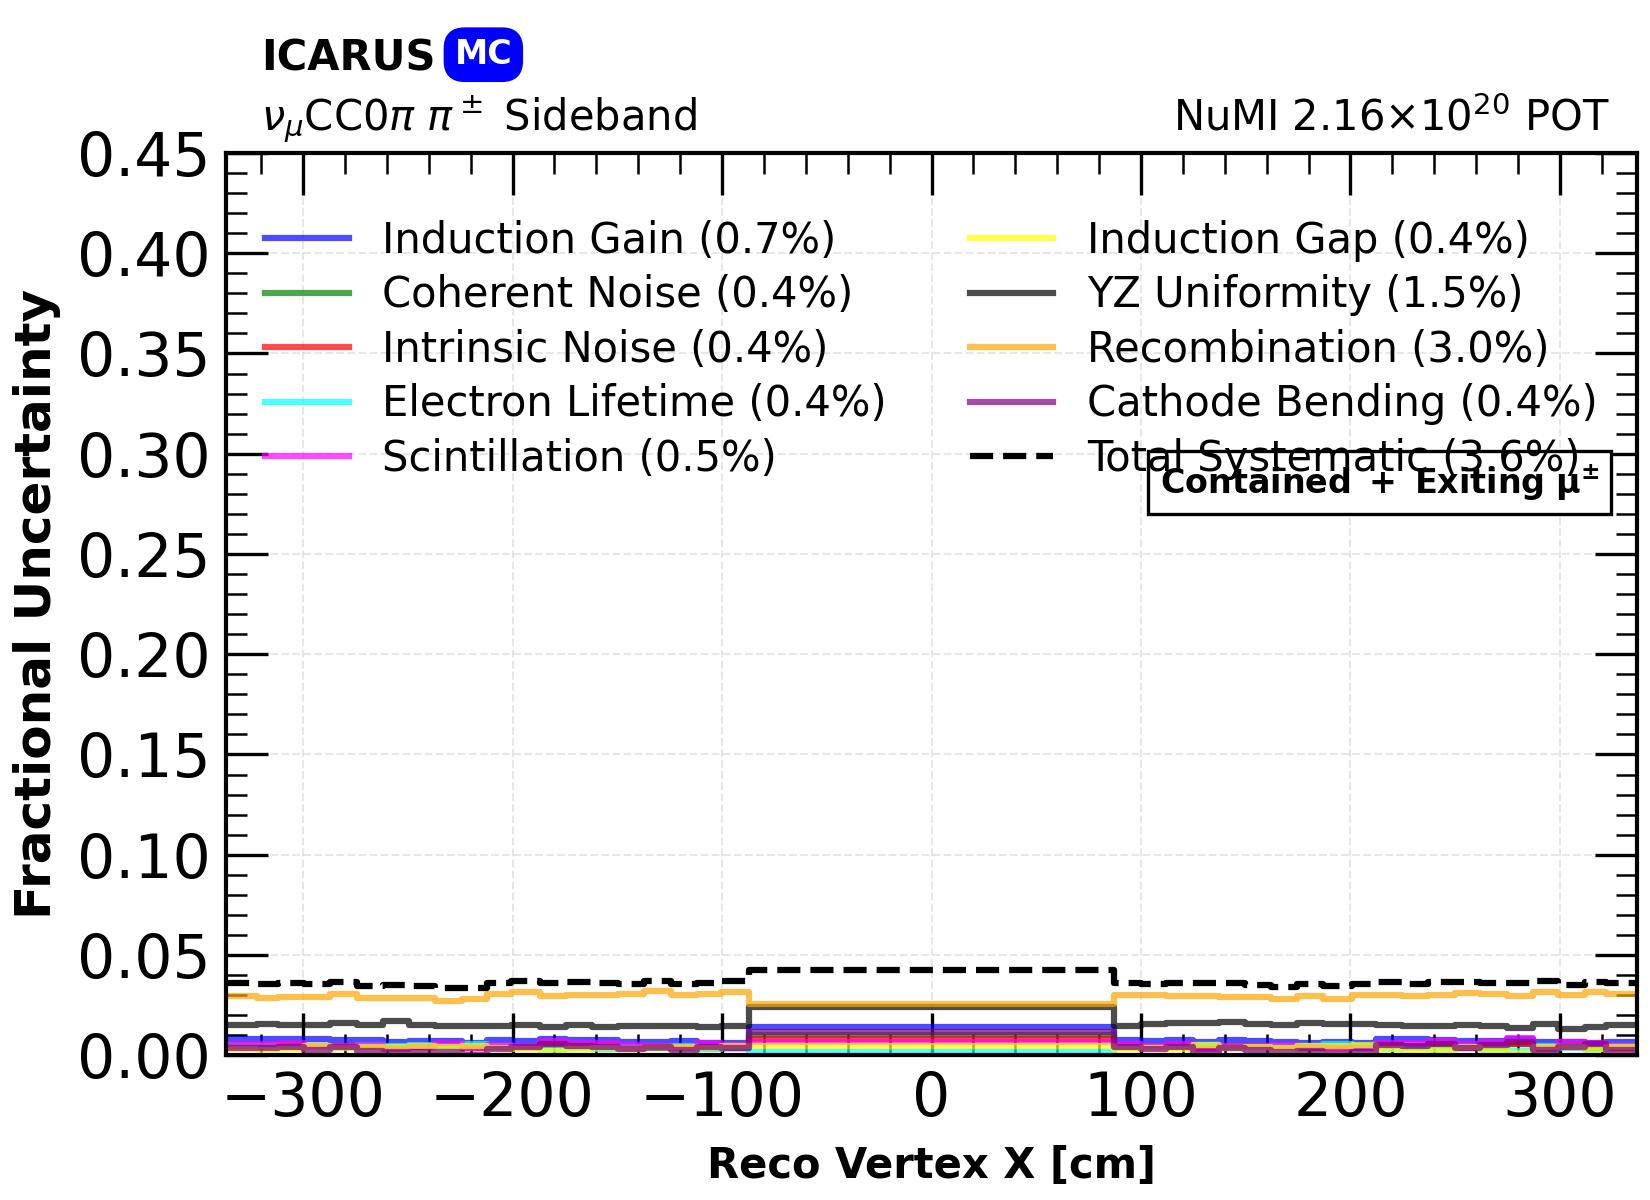 ICARUS MC
νμCC0π π± Sideband
NuMI 2.16×10²⁰ POT
0.45
0.40
0.35
0.30
0.25
0.20
0.15
0.10
0.05
0.00
Fractional Uncertainty
Induction Gain (0.7%)
Coherent Noise (0.4%)
Intrinsic Noise (0.4%)
Electron Lifetime (0.4%)
Scintillation (0.5%)
Induction Gap (0.4%)
YZ Uniformity (1.5%)
Recombination (3.0%)
Cathode Bending (0.4%)
Total Systematic (3.6%)
Contained + Exiting μ±
−300 −200 −100 0 100 200 300
Reco Vertex X [cm]